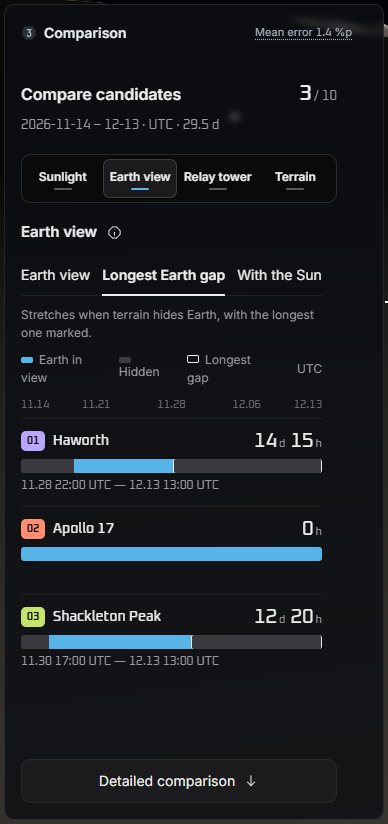 3 Comparison Mean error 1.4 %p
Compare candidates 3 / 10
2026-11-14 – 12-13 · UTC · 29.5 d
Sunlight Earth view Relay tower Terrain
Earth view
Earth view Longest Earth gap With the Sun
Stretches when terrain hides Earth, with the longest
one marked.
Earth in view Hidden Longest gap UTC
11.14 11.21 11.28 12.06 12.13
01 Haworth 14d 15h
11.28 22:00 UTC — 12.13 13:00 UTC
02 Apollo 17 0h
03 Shackleton Peak 12d 20h
11.30 17:00 UTC — 12.13 13:00 UTC
Detailed comparison ↓